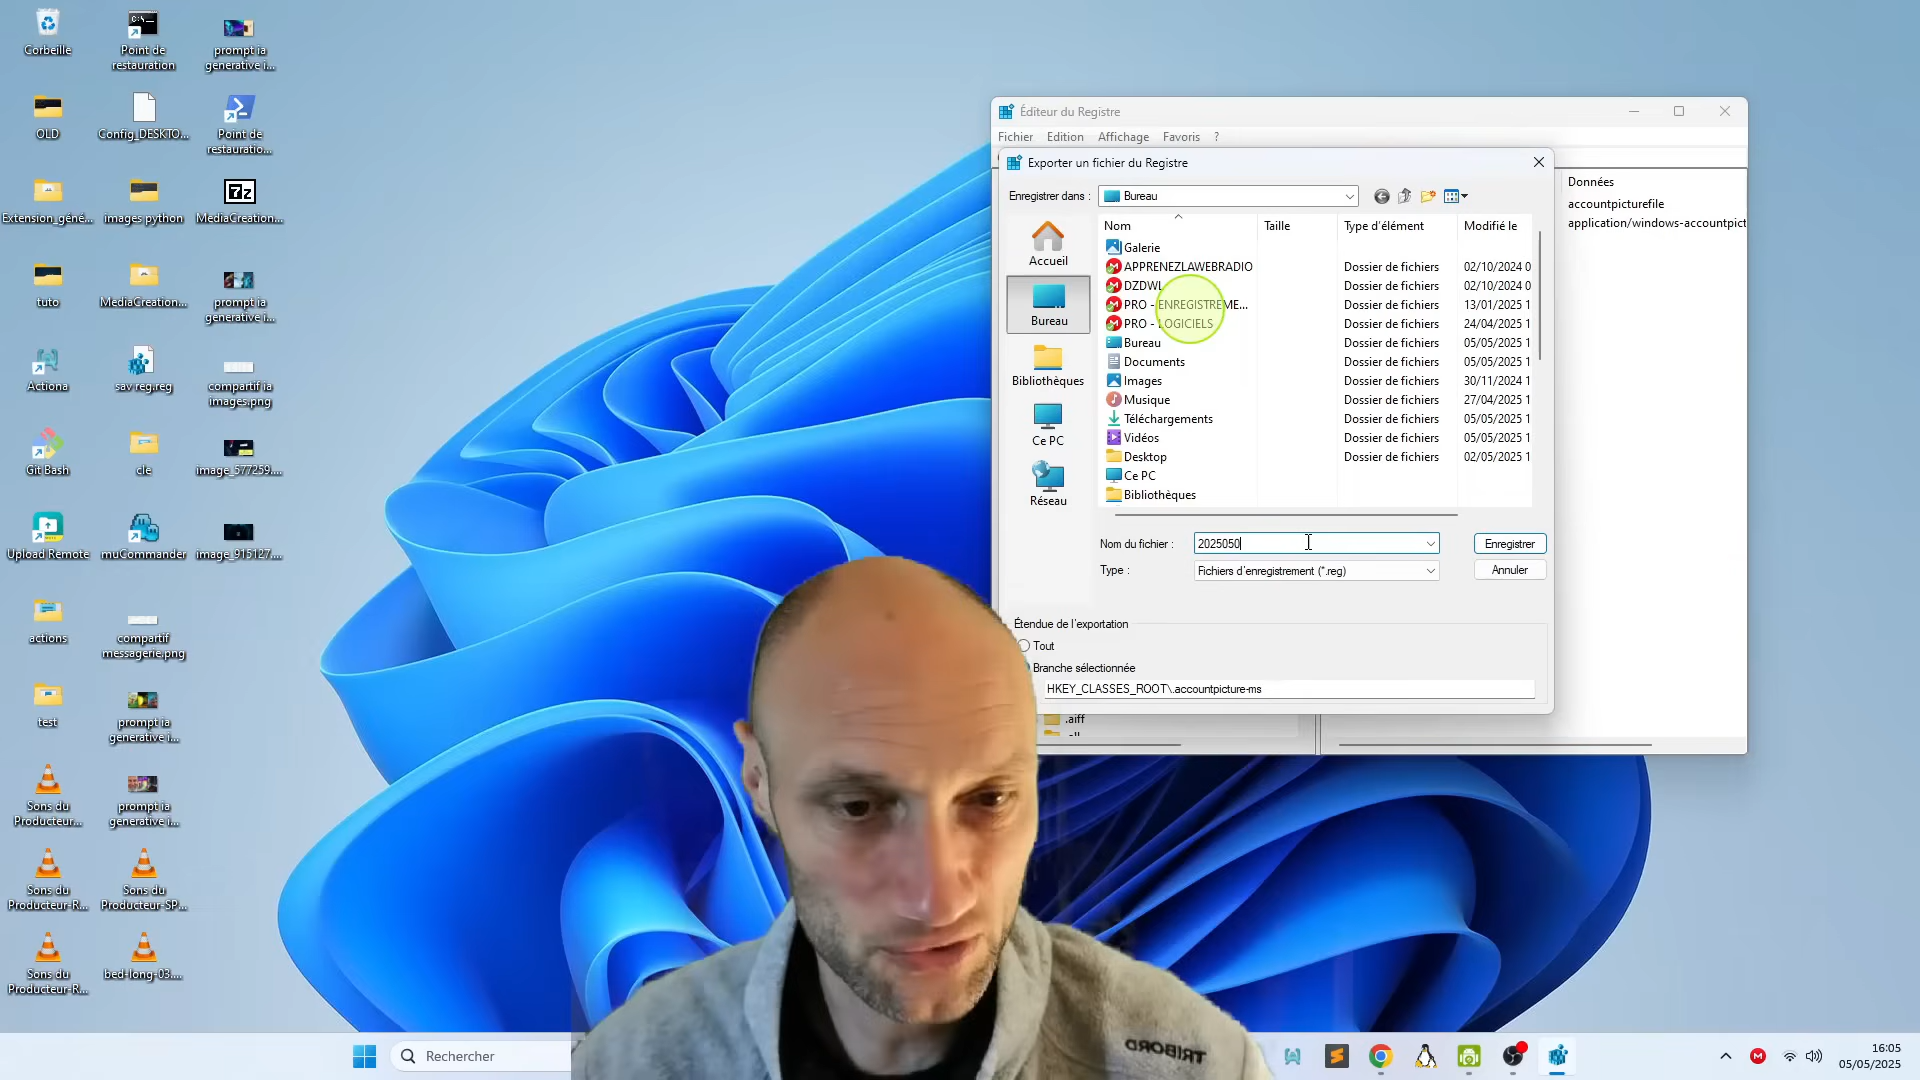 Corbeille
Point de
restauration
prompt ia
generative i...
OLD
Config_DESKTO...
Point de
restauratio...
Extension_géné...
images python
MediaCreation...
tuto
MediaCreation...
prompt ia
generative i...
Actiona
sav reg.reg
compartif ia
images.png
Git Bash
cle
image_577259....
Upload Remote
muCommander
image_915127....
actions
compartif
messagerie.png
test
prompt ia
generative i...
Sons du
Producteur...
prompt ia
generative i...
Sons du
Producteur-R...
Sons du
Producteur-SP...
Sons du
Producteur-R...
bed-long-03....
Éditeur du Registre
Fichier Edition Affichage Favoris ?
Exporter un fichier du Registre
Enregistrer dans : Bureau
Accueil
Bureau
Bibliothèques
Ce PC
Réseau
Nom Taille Type d'élément Modifié le
Galerie
APPRENEZLAWEBRADIO Dossier de fichiers 02/10/2024 0
DZDWL Dossier de fichiers 02/10/2024 0
PRO - ENREGISTREME... Dossier de fichiers 13/01/2025 1
PRO - LOGICIELS Dossier de fichiers 24/04/2025 1
Bureau Dossier de fichiers 05/05/2025 1
Documents Dossier de fichiers 05/05/2025 1
Images Dossier de fichiers 30/11/2024 1
Musique Dossier de fichiers 27/04/2025 1
Téléchargements Dossier de fichiers 05/05/2025 1
Vidéos Dossier de fichiers 05/05/2025 1
Desktop Dossier de fichiers 02/05/2025 1
Ce PC
Bibliothèques
Nom du fichier : 2025050 Enregistrer
Type : Fichiers d'enregistrement (*.reg) Annuler
Étendue de l'exportation
Tout
Branche sélectionnée
HKEY_CLASSES_ROOT\.accountpicture-ms
.aiff
Données
accountpicturefile
application/windows-accountpict
TRIBORD
Rechercher
16:05
05/05/2025